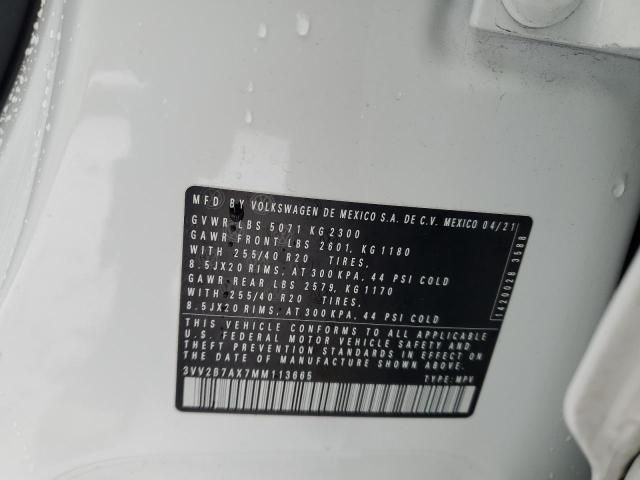 MFD BY VOLKSWAGEN DE MEXICO S.A. DE C.V. MEXICO 04/21
GVWR LBS 5071 KG 2300
GAWR FRONT LBS 2601, KG 1180
WITH 255/40 R20 TIRES.
8.5JX20 RIMS, AT 300 KPA, 44 PSI COLD
GAWR REAR LBS 2579, KG 1170
WITH 255/40 R20 TIRES.
8.5JX20 RIMS, AT 300 KPA, 44 PSI COLD
THIS VEHICLE CONFORMS TO ALL APPLICABLE
U.S. FEDERAL MOTOR VEHICLE SAFETY AND
THEFT PREVENTION STANDARDS IN EFFECT ON
THE DATE OF MANUFACTURE SHOWN ABOVE.
3VV2B7AX7MM113665
TYPE: MPV
1420028 3588